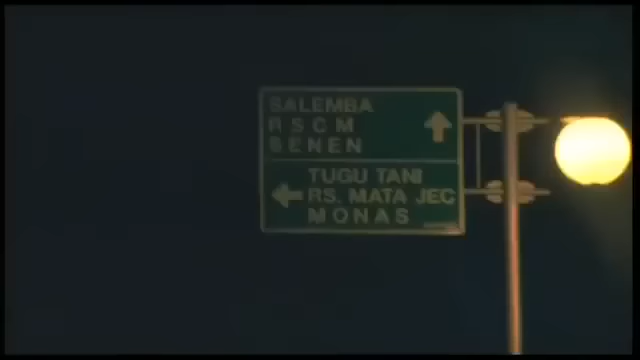 SALEMBA
RSCM
SENEN
TUGU TANI
RS. MATA JEC
MONAS